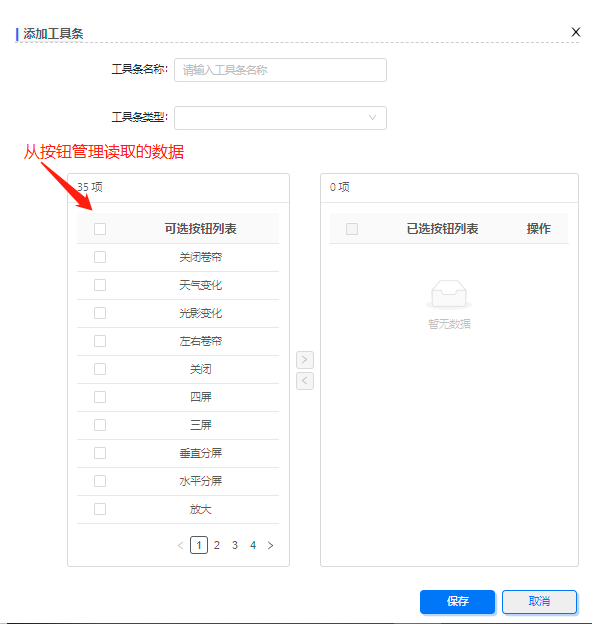 添加工具条
X
工具条名称:
请输入工具条名称
工具条类型:
从按钮管理读取的数据
35 项
可选按钮列表
关闭卷帘
天气变化
光影变化
左右卷帘
关闭
四屏
三屏
垂直分屏
水平分屏
放大
< 1 2 3 4 >
>
<
0 项
已选按钮列表 操作
暂无数据
保存 取消